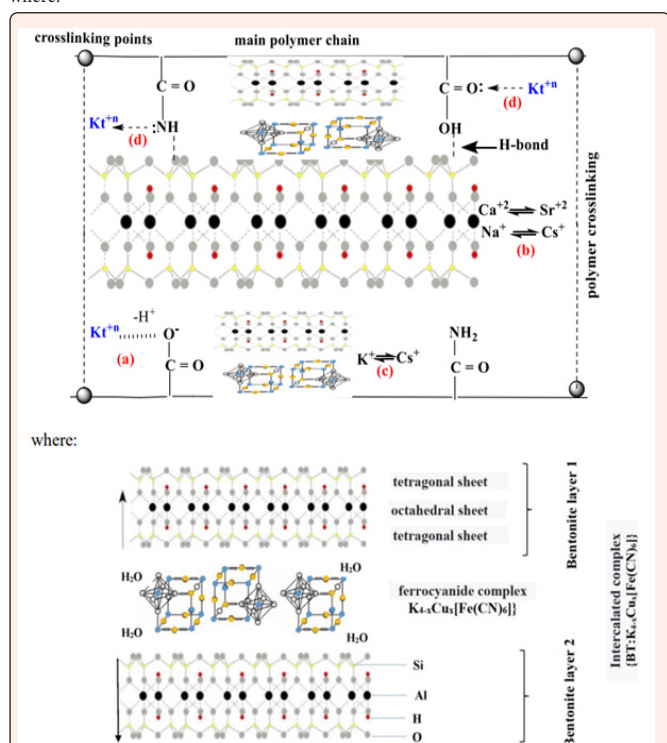 where:
crosslinking points
main polymer chain
C = O
C = O:
Kt+n
(d)
Kt+n
:NH
(d)
OH
H-bond
Ca+2 ⇌ Sr+2
Na+ ⇌ Cs+
(b)
polymer crosslinking
-H+
Kt+n
O-
(a)
C = O
K+ ⇌ Cs+
(c)
NH2
C = O
where:
tetragonal sheet
octahedral sheet
tetragonal sheet
Bentonite layer 1
H2O
H2O
ferrocyanide complex
K4-xCux[Fe(CN)6]}
H2O
H2O
Intercalated complex
{BT:K4-xCux[Fe(CN)6]}
Si
Al
H
O
Bentonite layer 2